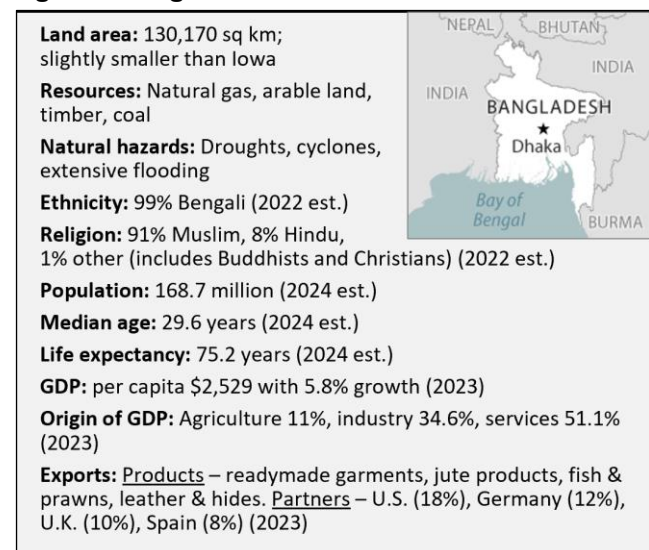 Land area: 130,170 sq km;
slightly smaller than Iowa
Resources: Natural gas, arable land,
timber, coal
Natural hazards: Droughts, cyclones,
extensive flooding
Ethnicity: 99% Bengali (2022 est.)
Religion: 91% Muslim, 8% Hindu,
1% other (includes Buddhists and Christians) (2022 est.)
Population: 168.7 million (2024 est.)
Median age: 29.6 years (2024 est.)
Life expectancy: 75.2 years (2024 est.)
GDP: per capita $2,529 with 5.8% growth (2023)
Origin of GDP: Agriculture 11%, industry 34.6%, services 51.1%
(2023)
Exports: Products – readymade garments, jute products, fish &
prawns, leather & hides. Partners – U.S. (18%), Germany (12%),
U.K. (10%), Spain (8%) (2023)
NEPAL
BHUTAN
INDIA
INDIA
BANGLADESH
Dhaka
Bay of
Bengal
BURMA